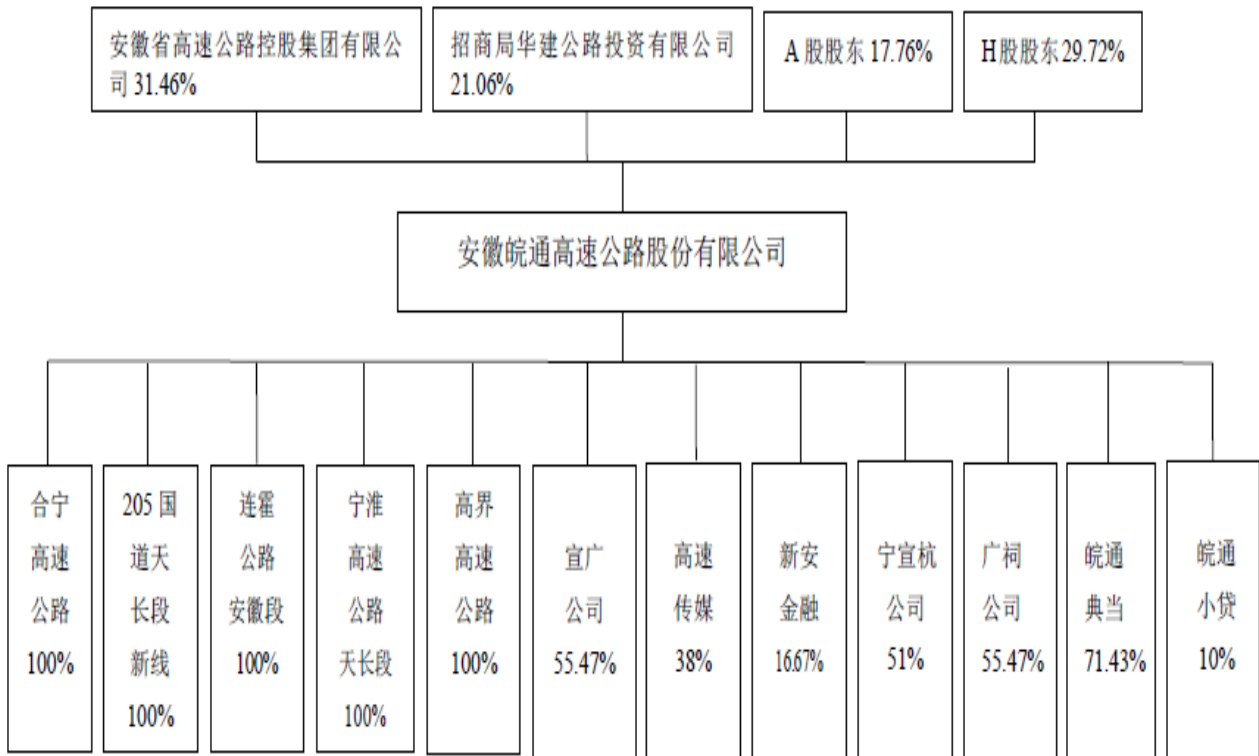 安徽省高速公路控股集团有限公
司 31.46%
招商局华建公路投资有限公司
21.06%
A 股股东 17.76%
H股股东 29.72%
安徽皖通高速公路股份有限公司
合宁
高速
公路
100%
205 国
道天
长段
新线
100%
连霍
公路
安徽段
100%
宁淮
高速
公路
天长段
100%
高界
高速
公路
100%
宣广
公司
55.47%
高速
传媒
38%
新安
金融
16.67%
宁宣杭
公司
51%
广祠
公司
55.47%
皖通
典当
71.43%
皖通
小贷
10%